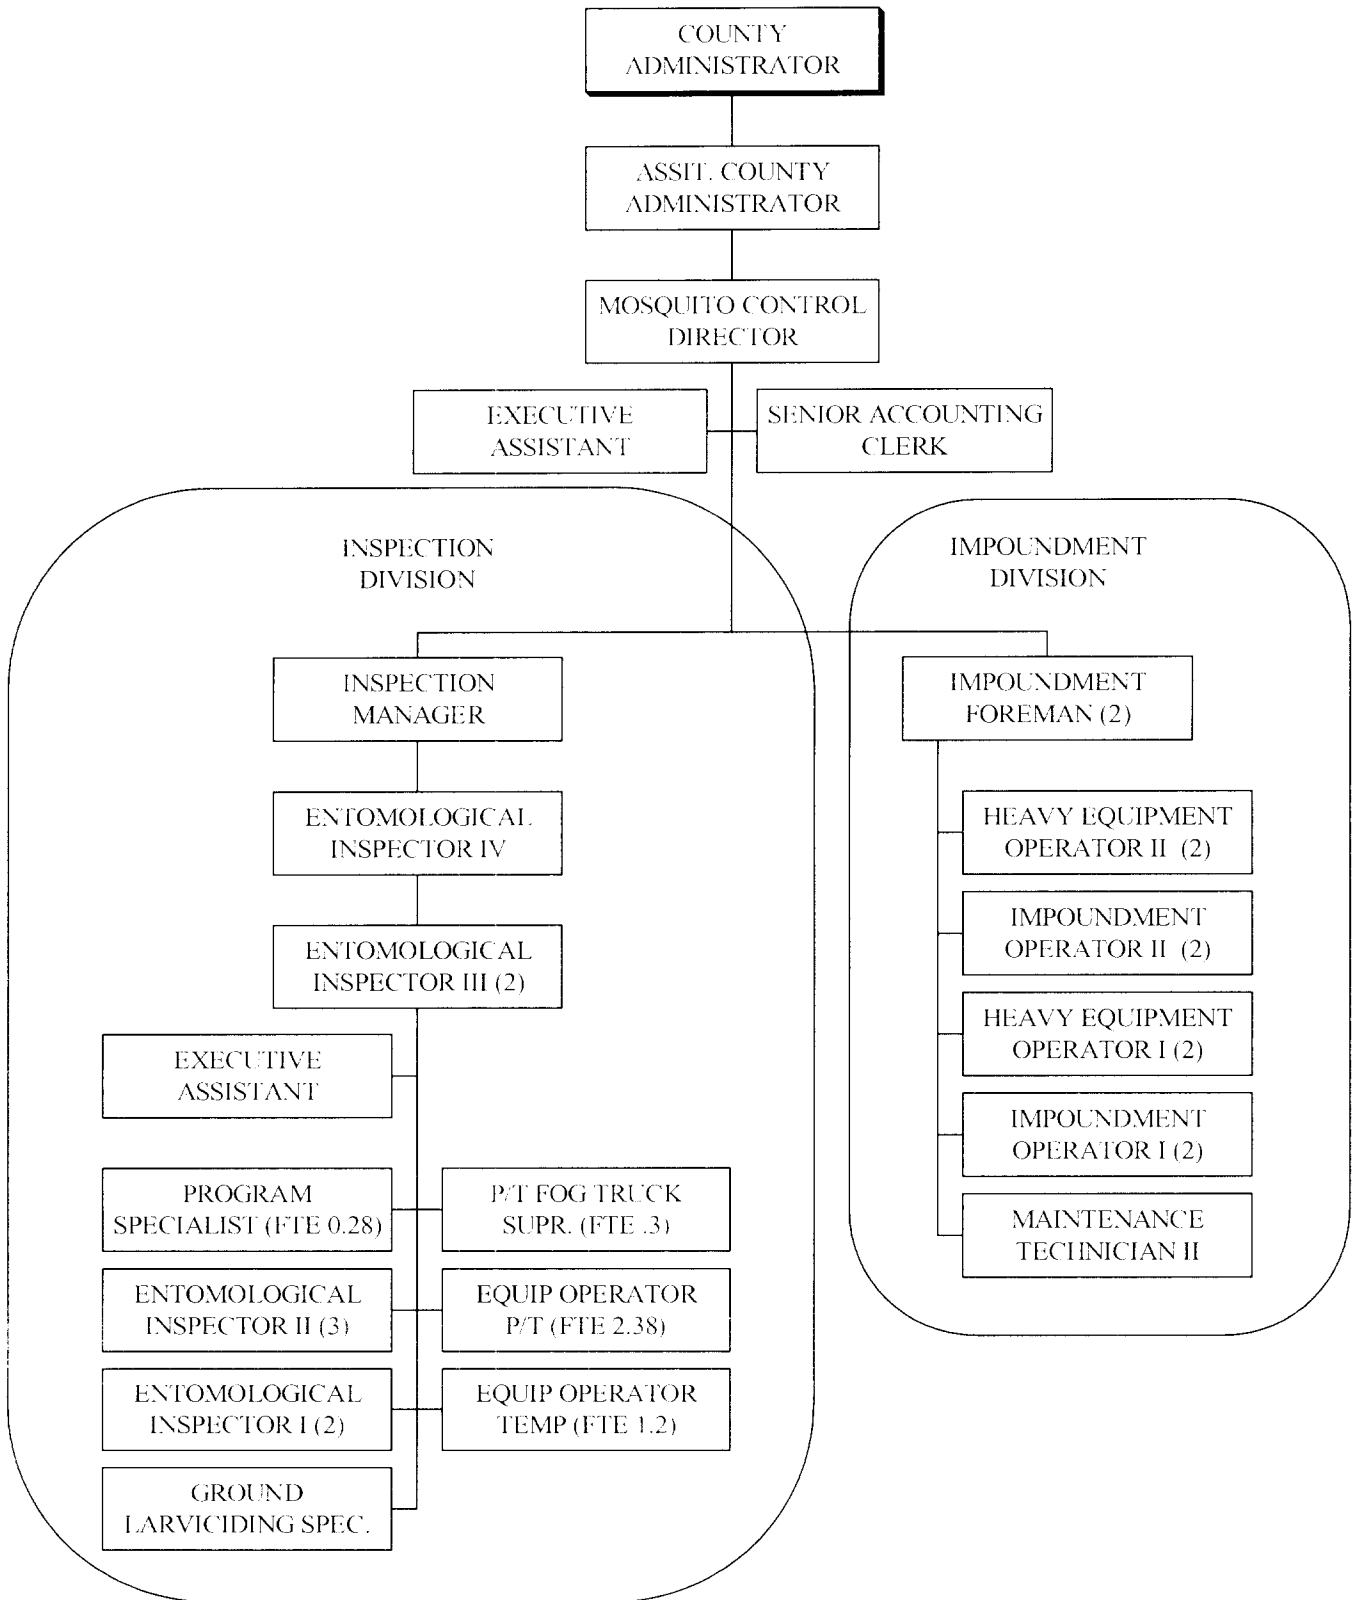 COUNTY
ADMINISTRATOR
ASSIT. COUNTY
ADMINISTRATOR
MOSQUITO CONTROL
DIRECTOR
EXECUTIVE
ASSISTANT
SENIOR ACCOUNTING
CLERK
INSPECTION
DIVISION
INSPECTION
MANAGER
ENTOMOLOGICAL
INSPECTOR IV
ENTOMOLOGICAL
INSPECTOR III (2)
EXECUTIVE
ASSISTANT
PROGRAM
SPECIALIST (FTE 0.28)
P/T FOG TRUCK
SUPR. (FTE .3)
ENTOMOLOGICAL
INSPECTOR II (3)
EQUIP OPERATOR
P/T (FTE 2.38)
ENTOMOLOGICAL
INSPECTOR I (2)
EQUIP OPERATOR
TEMP (FTE 1.2)
GROUND
LARVICIDING SPEC.
IMPOUNDMENT
DIVISION
IMPOUNDMENT
FOREMAN (2)
HEAVY EQUIPMENT
OPERATOR II (2)
IMPOUNDMENT
OPERATOR II (2)
HEAVY EQUIPMENT
OPERATOR I (2)
IMPOUNDMENT
OPERATOR I (2)
MAINTENANCE
TECHNICIAN II